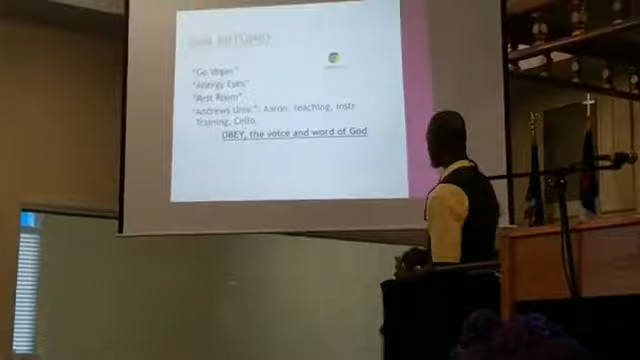 "Go Vegan"
"Allergy Eyes"
"Rest Room"
"Andrews Univ.": Aaron, teaching, Instr
Training, Cello.
OBEY, the voice and word of God